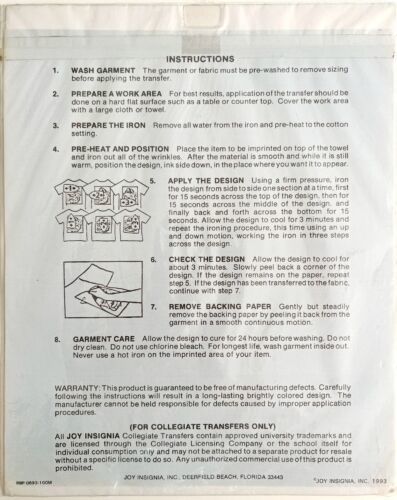 INSTRUCTIONS
1. WASH GARMENT The garment or fabric must be pre-washed to remove sizing
before applying the transfer.
2. PREPARE A WORK AREA For best results, application of the transfer should be
done on a hard flat surface such as a table or counter top. Cover the work area
with a large cloth or towel.
3. PREPARE THE IRON Remove all water from the iron and pre-heat to the cotton
setting.
4. PRE-HEAT AND POSITION Place the item to be imprinted on top of the towel
and iron out all of the wrinkles. After the material is smooth and while it is still
warm, position the design, ink side down, in the place where you want it to appear.
5. APPLY THE DESIGN Using a firm pressure, iron
the design from side to side one section at a time, first
for 15 seconds across the top of the design, then for
15 seconds across the middle of the design, and
finally back and forth across the bottom for 15
seconds. Allow the design to cool for 3 minutes and
repeat the ironing procedure, this time using an up
and down motion, working the iron in three steps
across the design.
6. CHECK THE DESIGN Allow the design to cool for
about 3 minutes. Slowly peel back a corner of the
design. If the design remains on the paper, repeat
step 5. If the design has been transferred to the fabric,
continue with step 7.
7. REMOVE BACKING PAPER Gently but steadily
remove the backing paper by peeling it back from the
garment in a smooth continuous motion.
8. GARMENT CARE Allow the design to cure for 24 hours before washing. Do not
dry clean. Do not use chlorine bleach. For longest life, wash garment inside out.
Never use a hot iron on the imprinted area of your item.
WARRANTY: This product is guaranteed to be free of manufacturing defects. Carefully
following the instructions will result in a long-lasting brightly colored design. The
manufacturer cannot be held responsible for defects caused by improper application
procedures.
(FOR COLLEGIATE TRANSFERS ONLY)
All JOY INSIGNIA Collegiate Transfers contain approved university trademarks and
are licensed through the Collegiate Licensing Company or the school itself for
individual consumption only and may not be attached to a separate product for resale
without a specific license to do so. Any unauthorized commercial use of this product is
prohibited.
JOY INSIGNIA, INC., DEERFIELD BEACH, FLORIDA 33443
©JOY INSIGNIA, INC. 1993